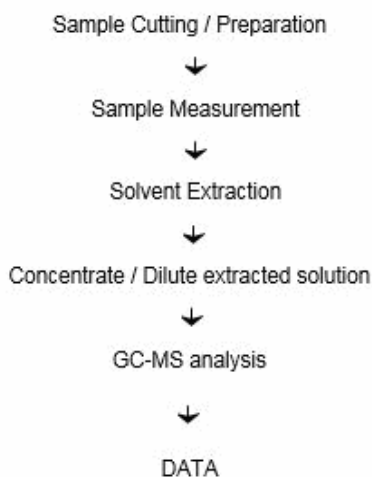 Sample Cutting / Preparation
Sample Measurement
Solvent Extraction
Concentrate / Dilute extracted solution
GC-MS analysis
DATA